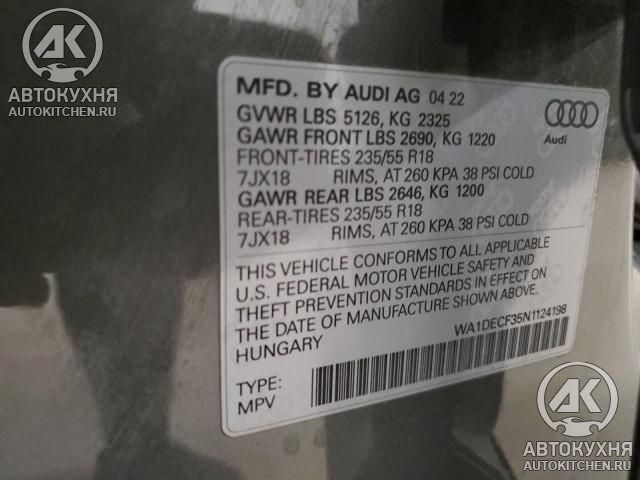 АВТОКУХНЯ
AUTOKITCHEN.RU
MFD. BY AUDI AG 04 22
GVWR LBS 5126, KG 2325
GAWR FRONT LBS 2690, KG 1220
FRONT-TIRES 235/55 R18
7JX18 RIMS, AT 260 KPA 38 PSI COLD
GAWR REAR LBS 2646, KG 1200
REAR-TIRES 235/55 R18
7JX18 RIMS, AT 260 KPA 38 PSI COLD
Audi
THIS VEHICLE CONFORMS TO ALL APPLICABLE
U.S. FEDERAL MOTOR VEHICLE SAFETY AND
THEFT PREVENTION STANDARDS IN EFFECT ON
THE DATE OF MANUFACTURE SHOWN ABOVE.
HUNGARY
WA1DECF35N1124198
TYPE:
MPV
АК
АВТОКУХНЯ
AUTOKITCHEN.RU